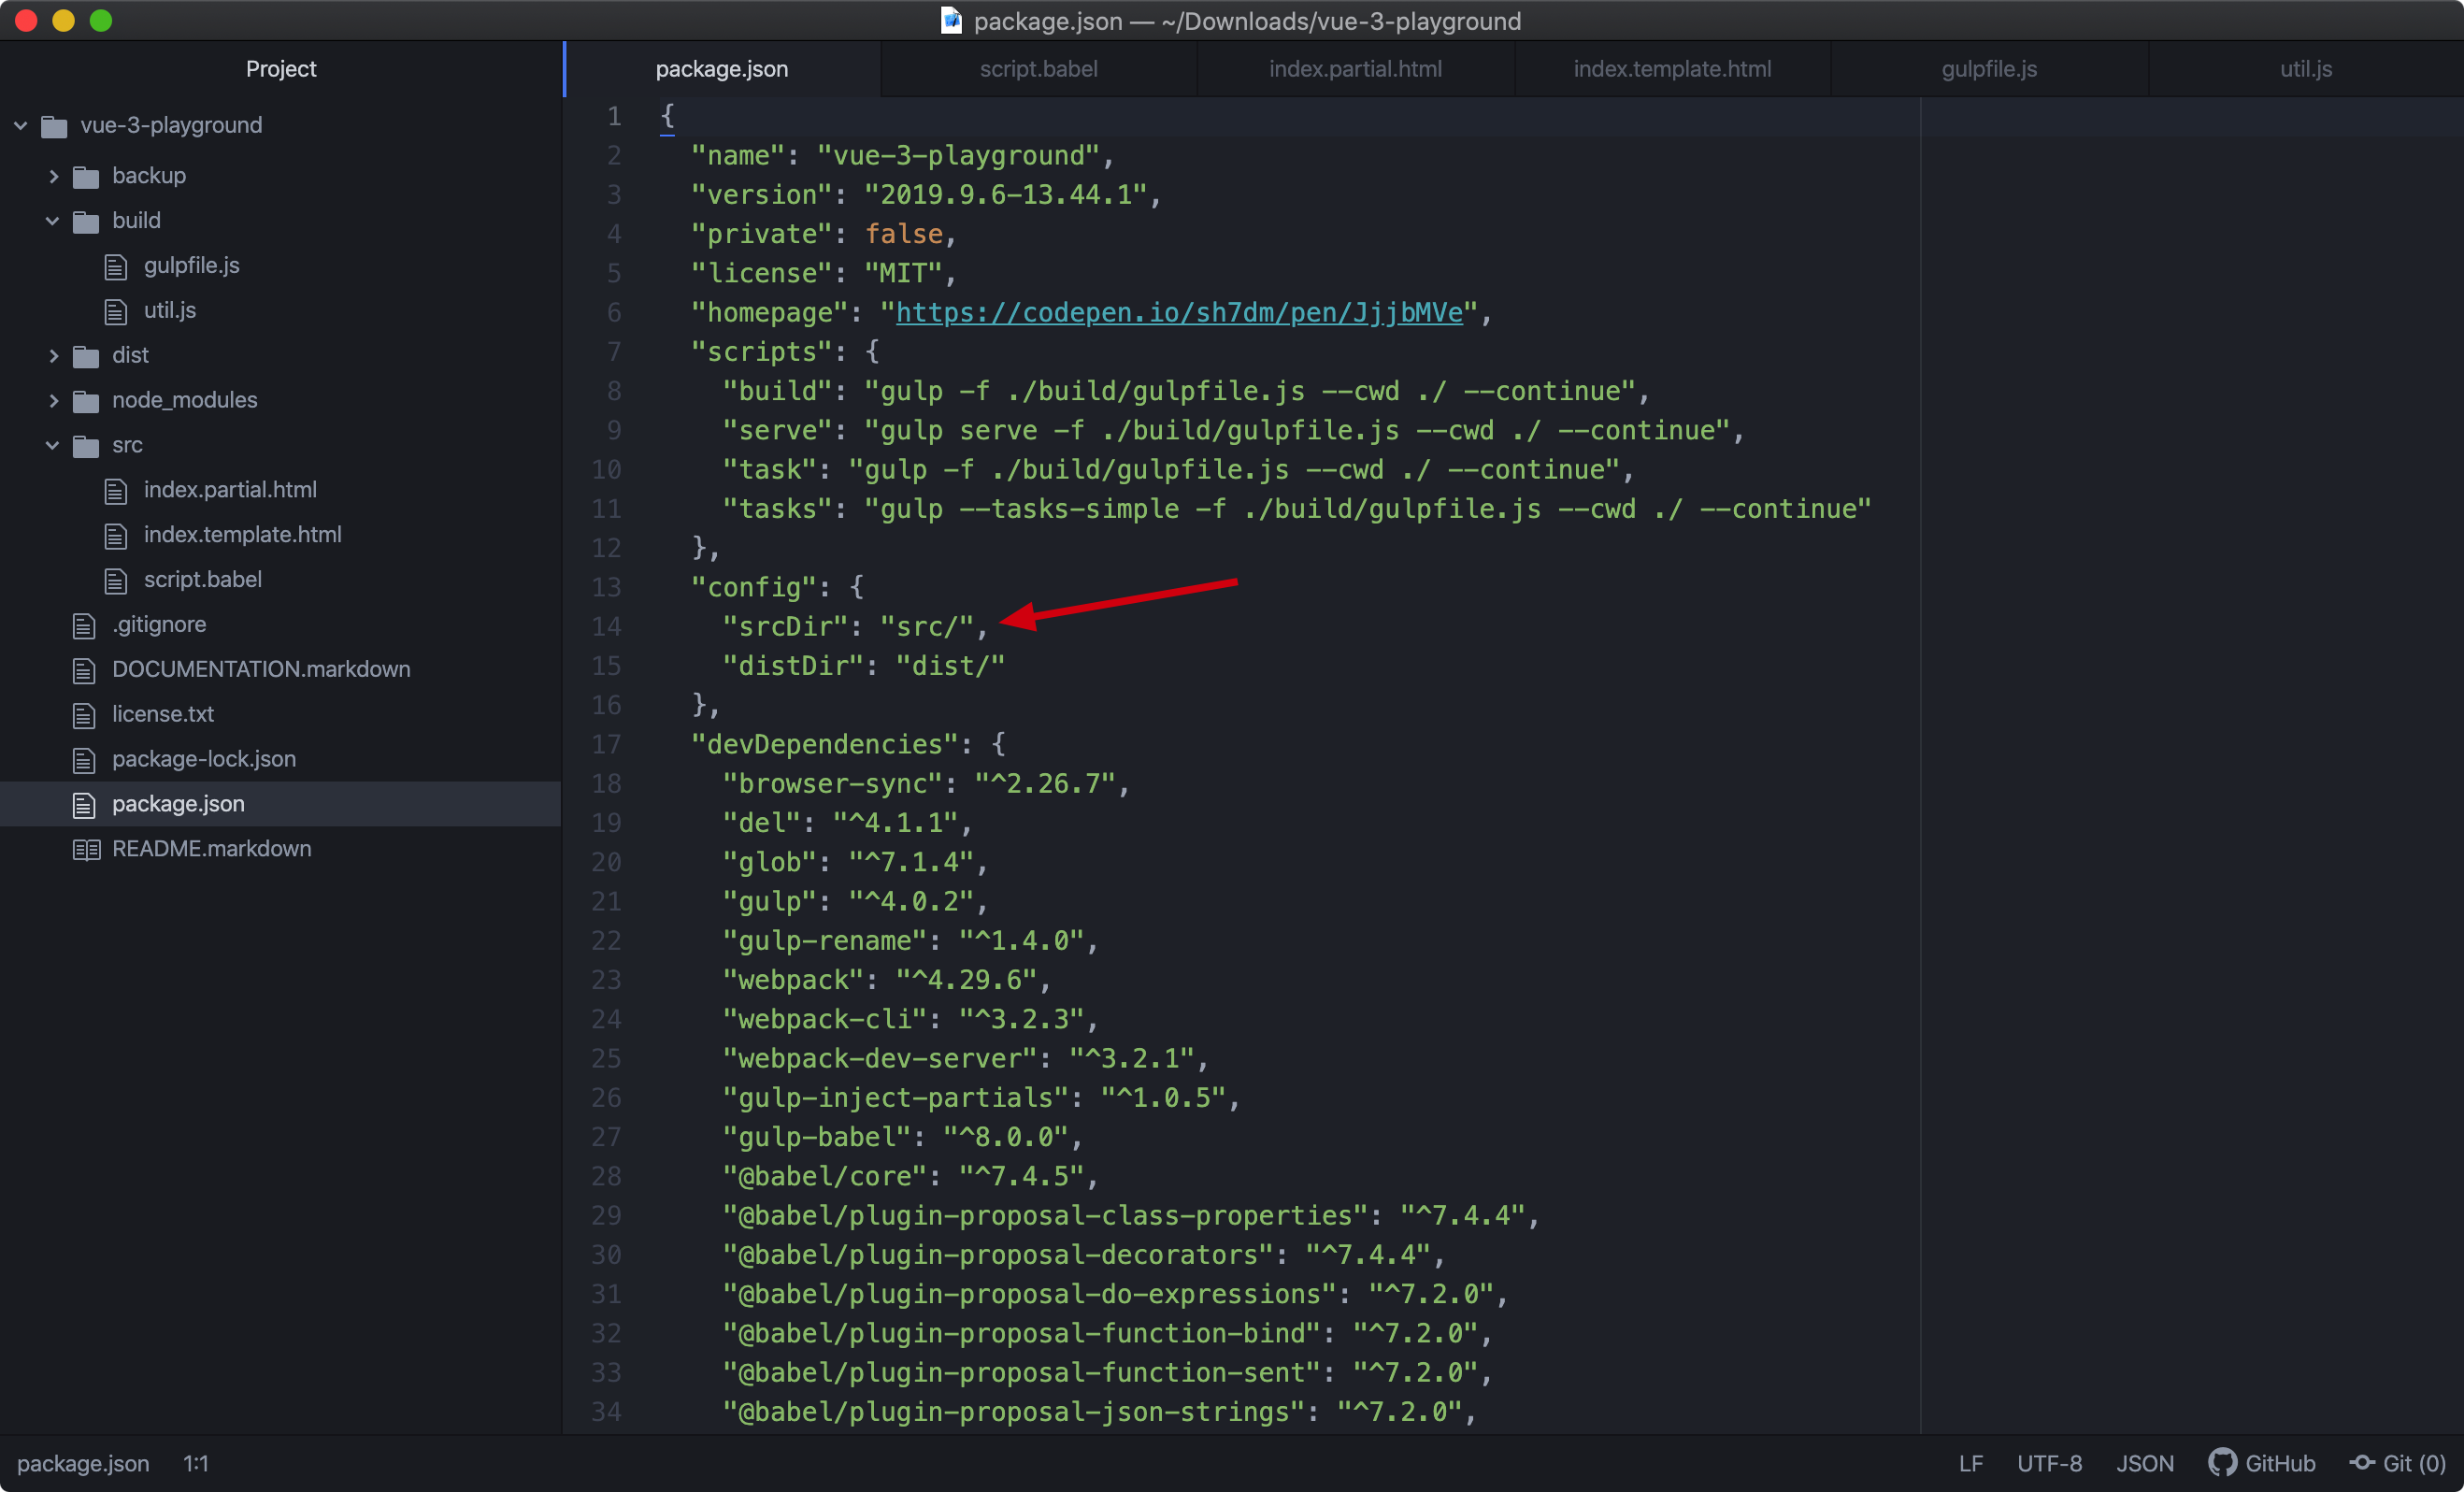 package.json — ~/Downloads/vue-3-playground
Project
vue-3-playground
backup
build
gulpfile.js
util.js
dist
node_modules
src
index.partial.html
index.template.html
script.babel
.gitignore
DOCUMENTATION.markdown
license.txt
package-lock.json
package.json
README.markdown
package.json script.babel index.partial.html index.template.html gulpfile.js util.js
1 {
2 "name": "vue-3-playground",
3 "version": "2019.9.6-13.44.1",
4 "private": false,
5 "license": "MIT",
6 "homepage": "https://codepen.io/sh7dm/pen/JjjbMVe",
7 "scripts": {
8 "build": "gulp -f ./build/gulpfile.js --cwd ./ --continue",
9 "serve": "gulp serve -f ./build/gulpfile.js --cwd ./ --continue",
10 "task": "gulp -f ./build/gulpfile.js --cwd ./ --continue",
11 "tasks": "gulp --tasks-simple -f ./build/gulpfile.js --cwd ./ --continue"
12 },
13 "config": {
14 "srcDir": "src/",
15 "distDir": "dist/"
16 },
17 "devDependencies": {
18 "browser-sync": "^2.26.7",
19 "del": "^4.1.1",
20 "glob": "^7.1.4",
21 "gulp": "^4.0.2",
22 "gulp-rename": "^1.4.0",
23 "webpack": "^4.29.6",
24 "webpack-cli": "^3.2.3",
25 "webpack-dev-server": "^3.2.1",
26 "gulp-inject-partials": "^1.0.5",
27 "gulp-babel": "^8.0.0",
28 "@babel/core": "^7.4.5",
29 "@babel/plugin-proposal-class-properties": "^7.4.4",
30 "@babel/plugin-proposal-decorators": "^7.4.4",
31 "@babel/plugin-proposal-do-expressions": "^7.2.0",
32 "@babel/plugin-proposal-function-bind": "^7.2.0",
33 "@babel/plugin-proposal-function-sent": "^7.2.0",
34 "@babel/plugin-proposal-json-strings": "^7.2.0",
package.json 1:1 LF UTF-8 JSON GitHub Git (0)